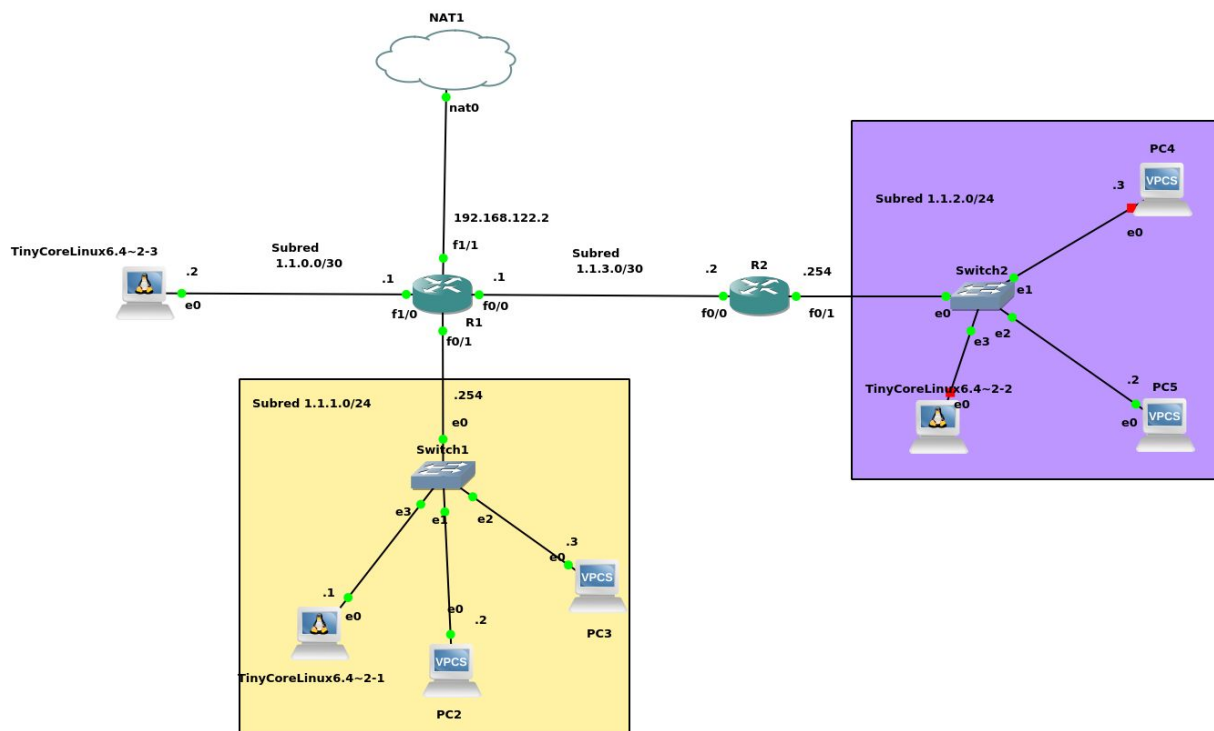 NAT1
nat0
192.168.122.2
f1/1
TinyCoreLinux6.4~2-3
.2
e0
Subred
1.1.0.0/30
.1
f1/0
R1
.1
f0/0
f0/1
Subred
1.1.3.0/30
.2
f0/0
R2
.254
f0/1
Subred 1.1.2.0/24
PC4
VPCS
.3
e0
Switch2
e0
e1
e2
e3
TinyCoreLinux6.4~2-2
e0
.2
e0
PC5
VPCS
Subred 1.1.1.0/24
.254
e0
Switch1
e3
e1
e2
.3
e0
VPCS
PC3
.1
e0
TinyCoreLinux6.4~2-1
e0
.2
VPCS
PC2